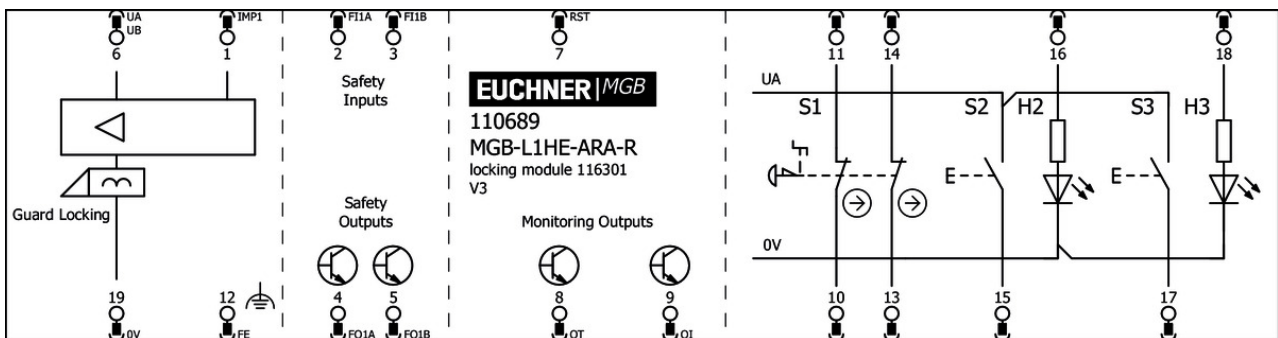 UA IMP1 FI1A FI1B RST
UB
6 1 2 3 7 11 14 16 18
Safety
Inputs
UA
EUCHNER MGB
S1 S2 H2 S3 H3
110689
MGB-L1HE-ARA-R
locking module 116301
V3
E E
Guard Locking
Safety
Outputs
Monitoring Outputs
0V
19 12 4 5 8 9 10 13 15 17
0V FE FO1A FO1B OT OI